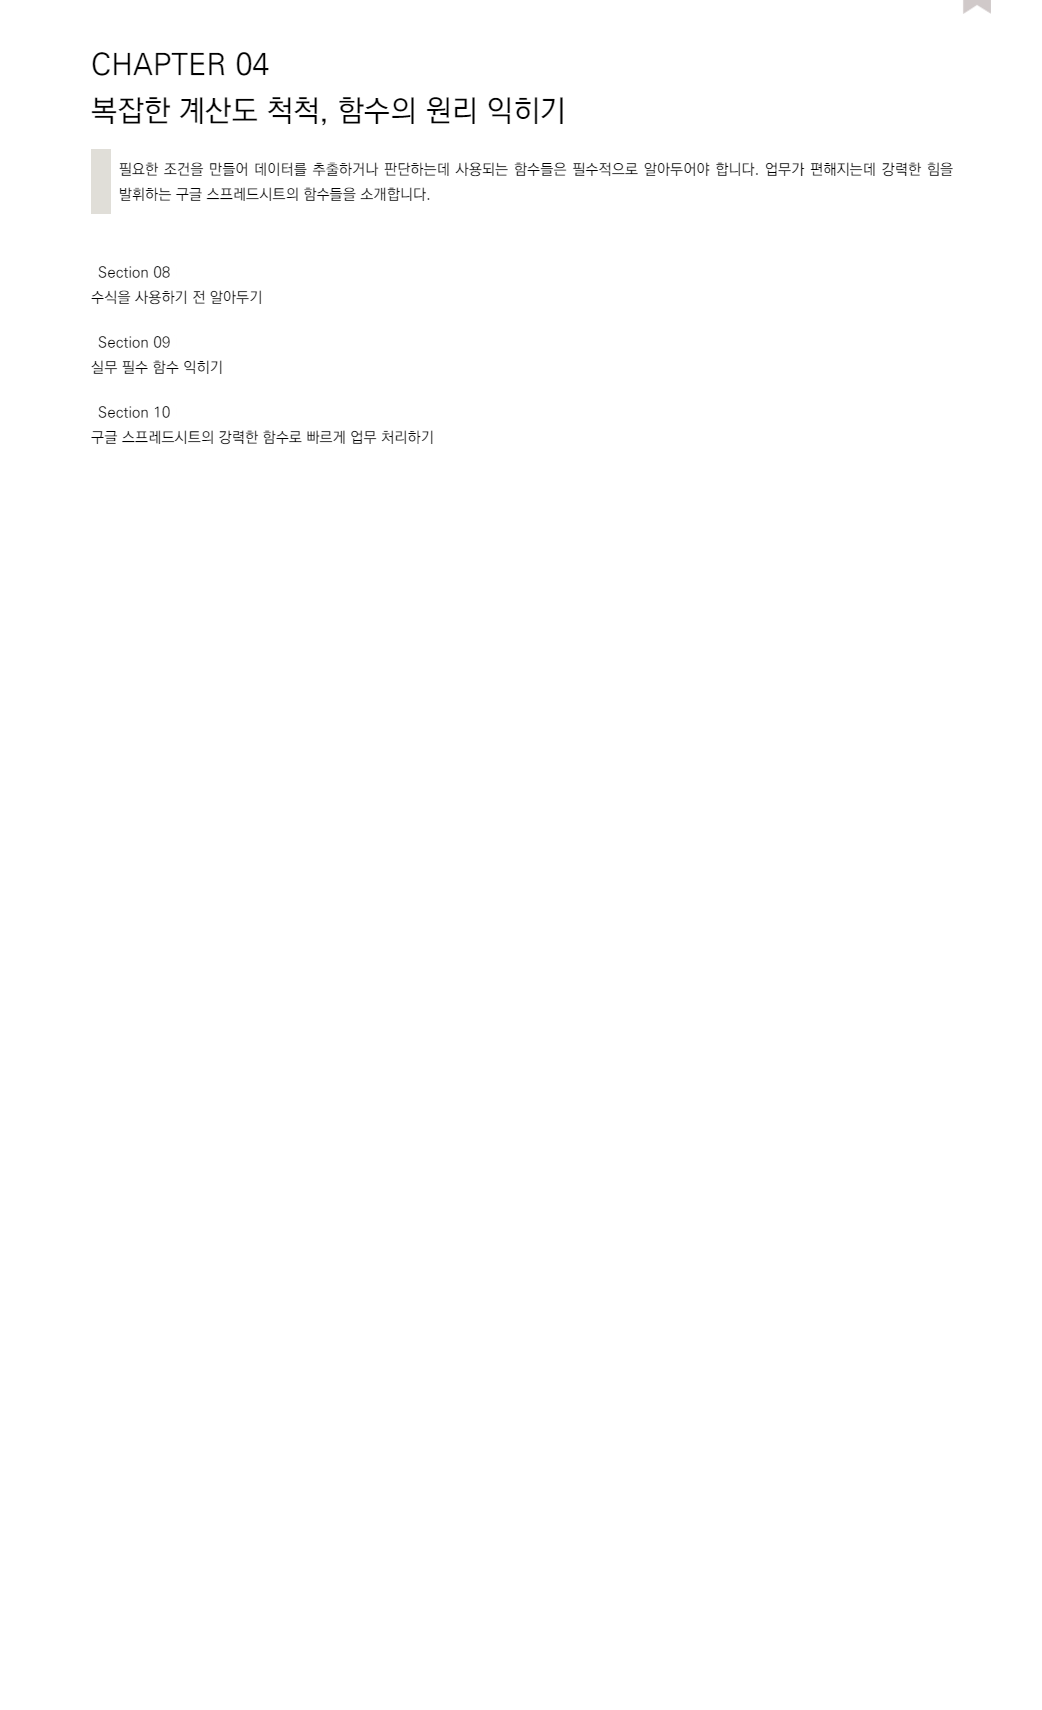 CHAPTER 04
복잡한 계산도 척척, 함수의 원리 익히기
필요한 조건을 만들어 데이터를 추출하거나 판단하는데 사용되는 함수들은 필수적으로 알아두어야 합니다. 업무가 편해지는데 강력한 힘을
발휘하는 구글 스프레드시트의 함수들을 소개합니다.
Section 08
수식을 사용하기 전 알아두기
Section 09
실무 필수 함수 익히기
Section 10
구글 스프레드시트의 강력한 함수로 빠르게 업무 처리하기